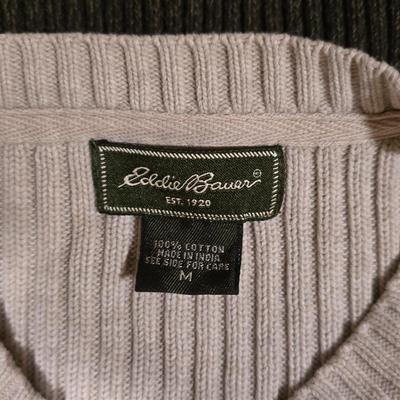 Eddie Bauer®
EST. 1920
100% COTTON
MADE IN INDIA
SEE SIDE FOR CARE
M